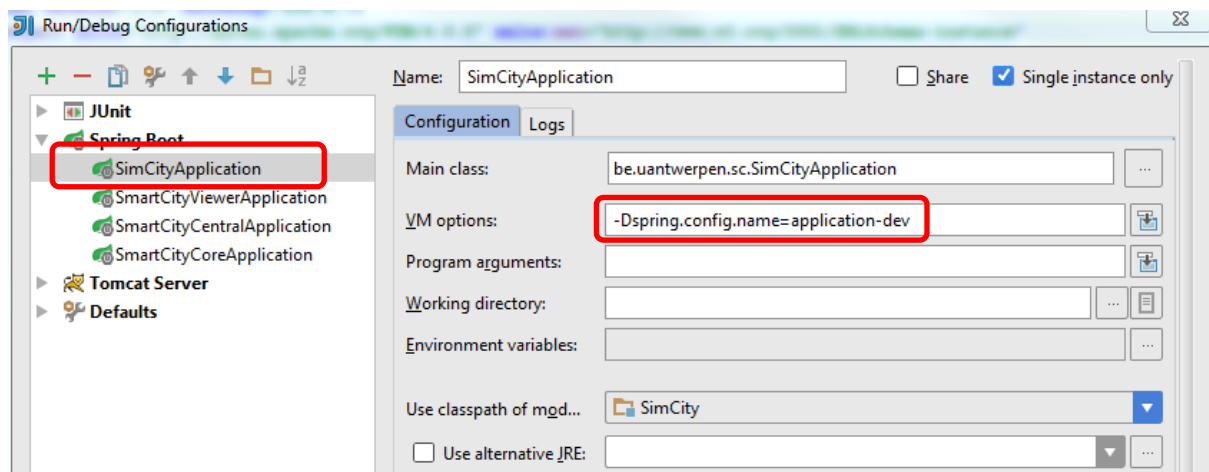 Run/Debug Configurations
Name: SimCityApplication Share Single instance only
JUnit
Configuration Logs
Spring Boot
SimCityApplication
Main class: be.uantwerpen.sc.SimCityApplication ...
SmartCityViewerApplication
VM options: -Dspring.config.name=application-dev
SmartCityCentralApplication
SmartCityCoreApplication
Program arguments:
Tomcat Server
Working directory: ...
Defaults
Environment variables: ...
Use classpath of mod... SimCity
Use alternative JRE: ...